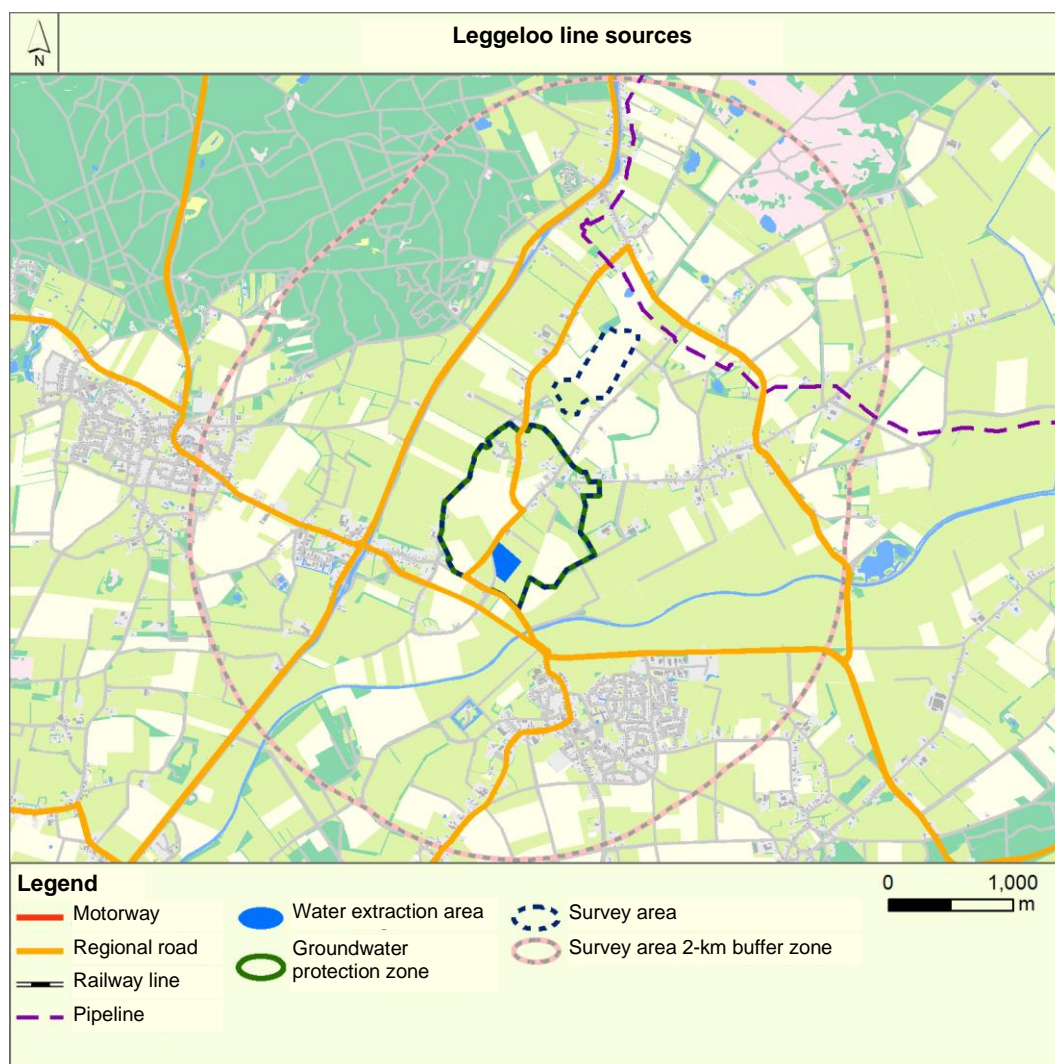 Leggeloo line sources
N
Legend
Motorway
Regional road
Railway line
Pipeline
Water extraction area
Groundwater
protection zone
Survey area
Survey area 2-km buffer zone
0 1,000
m